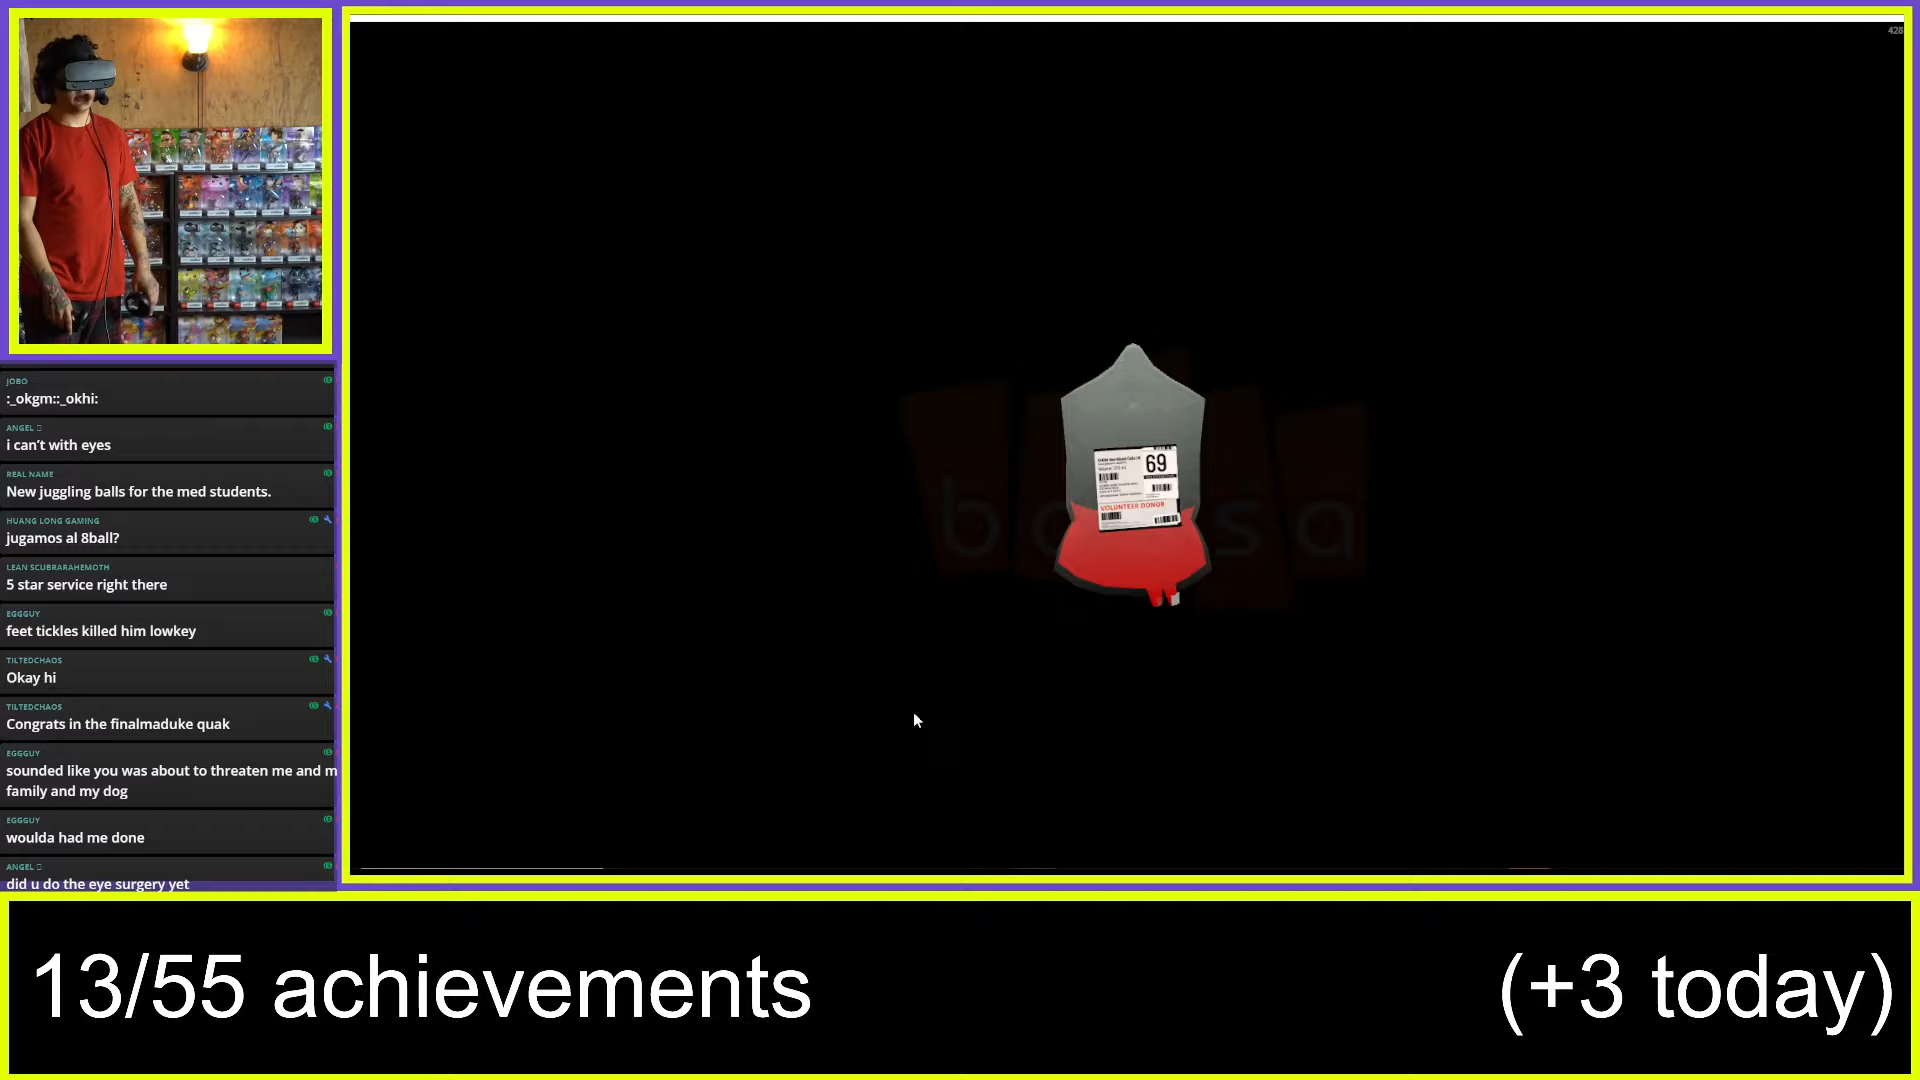 428
JOBO
:_okgm::_okhi:
ANGEL
i can't with eyes
REAL NAME
New juggling balls for the med students.
HUANG LONG GAMING
jugamos al 8ball?
LEAN SCUBRARAHEMOTH
5 star service right there
EGGGUY
feet tickles killed him lowkey
TILTEDCHAOS
Okay hi
TILTEDCHAOS
Congrats in the finalmaduke quak
EGGGUY
sounded like you was about to threaten me and m
family and my dog
EGGGUY
woulda had me done
ANGEL
did u do the eye surgery yet
69
VOLUNTEER DONOR
13/55 achievements
(+3 today)